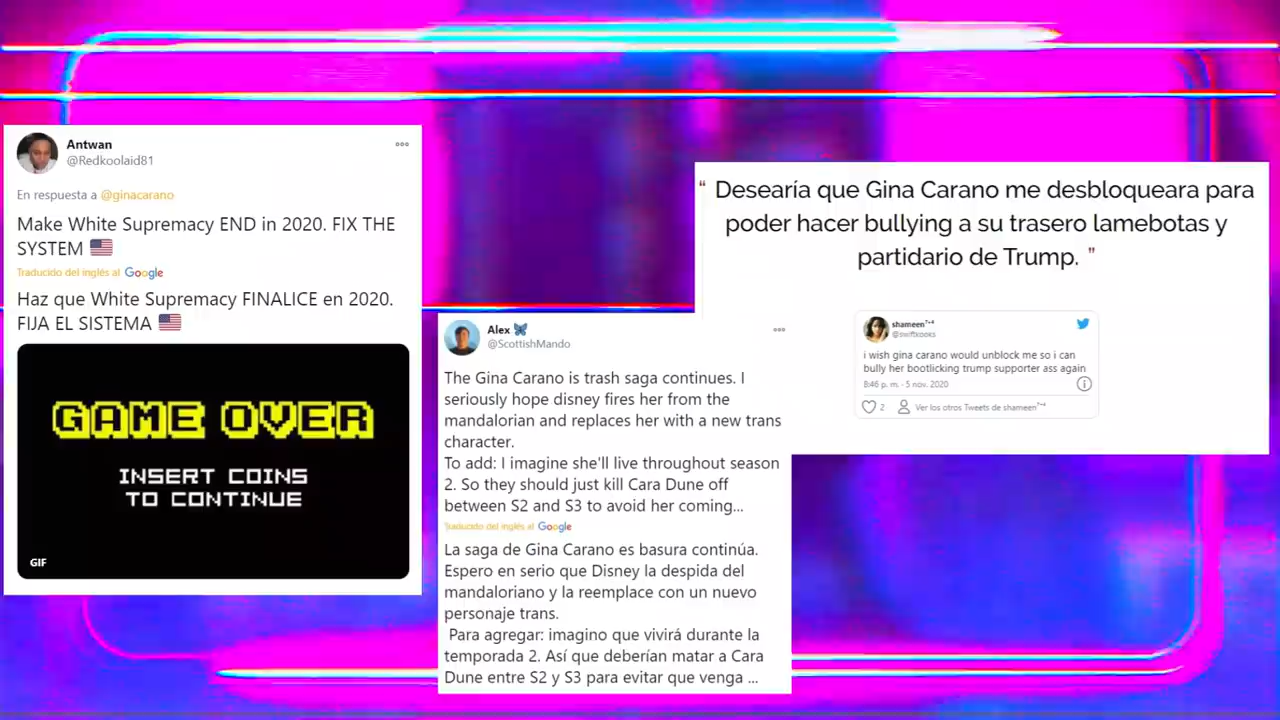 Antwan
@Redkoolaid81
En respuesta a @ginacarano
Make White Supremacy END in 2020. FIX THE
SYSTEM 🇺🇸
Traducido del inglés al Google
Haz que White Supremacy FINALICE en 2020.
FIJA EL SISTEMA 🇺🇸
GAME OVER
INSERT COINS
TO CONTINUE
GIF
Alex 🦋
@ScottishMando
The Gina Carano is trash saga continues. I
seriously hope disney fires her from the
mandalorian and replaces her with a new trans
character.
To add: I imagine she'll live throughout season
2. So they should just kill Cara Dune off
between S2 and S3 to avoid her coming...
Traducido del inglés al Google
La saga de Gina Carano es basura continúa.
Espero en serio que Disney la despida del
mandaloriano y la reemplace con un nuevo
personaje trans.
Para agregar: imagino que vivirá durante la
temporada 2. Así que deberían matar a Cara
Dune entre S2 y S3 para evitar que venga ...
“ Desearía que Gina Carano me desbloqueara para
poder hacer bullying a su trasero lamebotas y
partidario de Trump. ”
shameen⁷⁻⁴
@swiftkooks
i wish gina carano would unblock me so i can
bully her bootlicking trump supporter ass again
8:46 p. m. · 5 nov. 2020
2 Ver los otros Tweets de shameen⁷⁻⁴